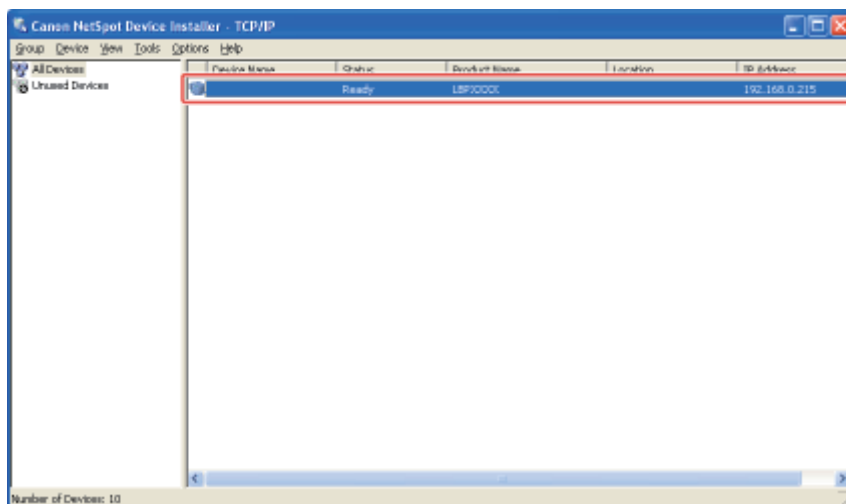 Canon NetSpot Device Installer - TCP/IP
Group Device View Tools Options Help
All Devices
Unused Devices
Device Name Status Product Name Location IP Address
Ready LBPXXXX 192.168.0.215
Number of Devices: 10